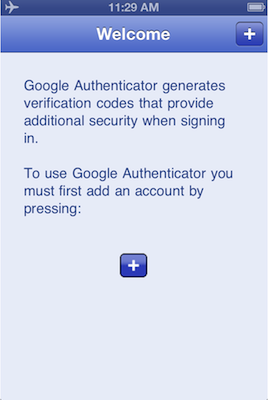 11:29 AM
Welcome
+
Google Authenticator generates
verification codes that provide
additional security when signing
in.
To use Google Authenticator you
must first add an account by
pressing:
+